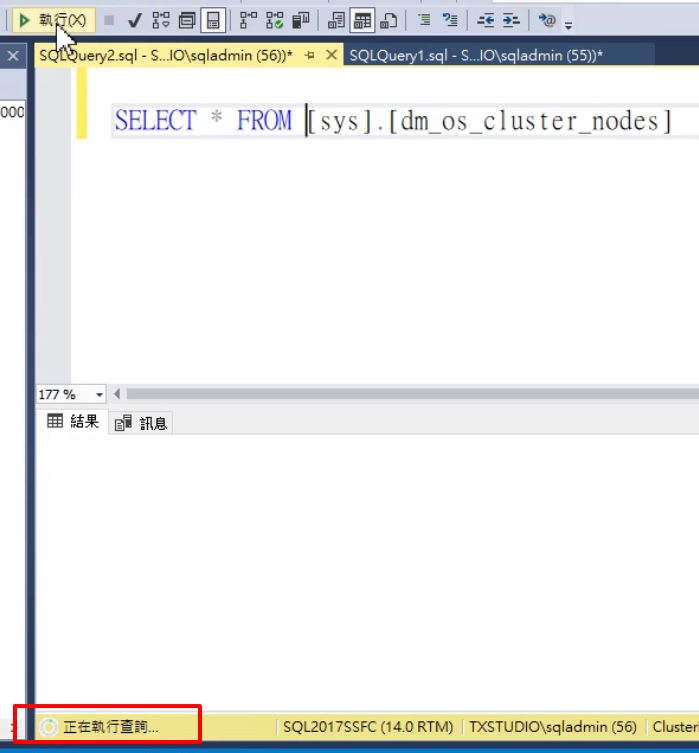 執行(X)
SQLQuery2.sql - S...IO\sqladmin (56))* SQLQuery1.sql - S...IO\sqladmin (55))*
000
SELECT * FROM [sys].[dm_os_cluster_nodes]
177 %
結果 訊息
正在執行查詢... SQL2017SSFC (14.0 RTM) TXSTUDIO\sqladmin (56) Cluster